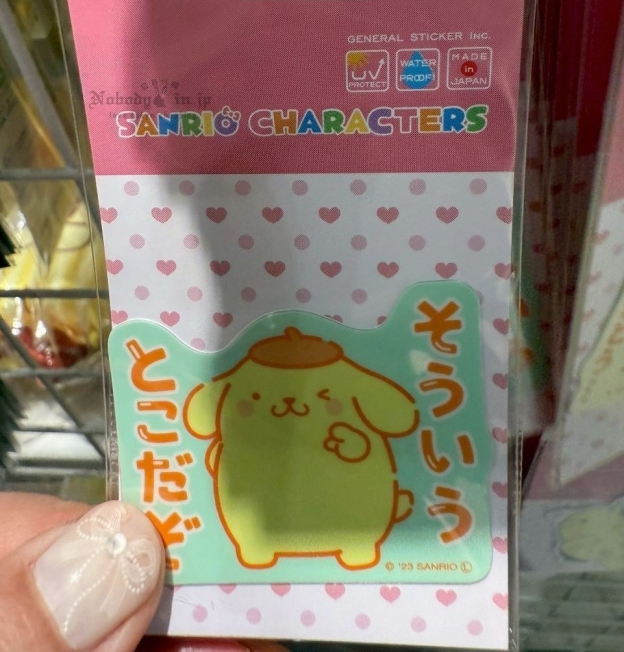 GENERAL STICKER inc.
UV
PROTECT
WATER
PROOF!
MADE
in
JAPAN
Nobody in.jp
SANRIO CHARACTERS
そういう
とこだぞ
© '23 SANRIO Ⓛ